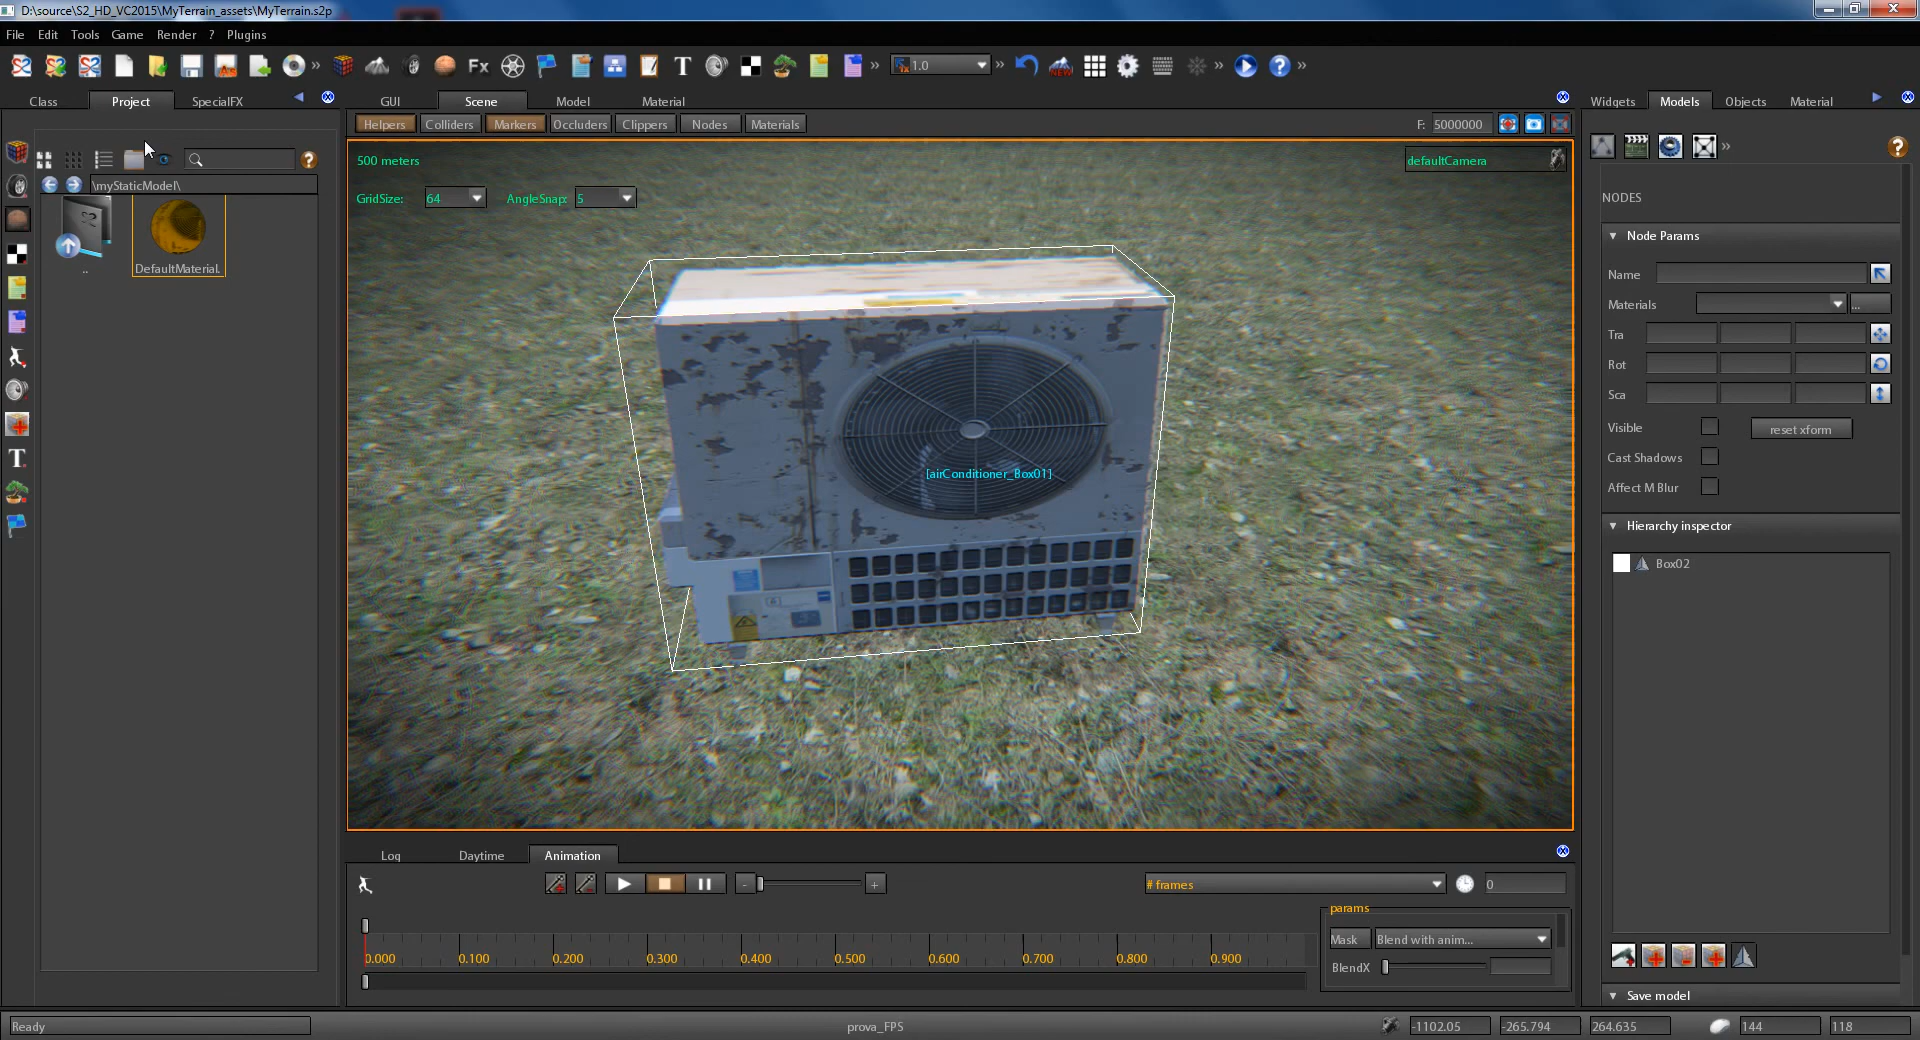 D:\source\S2_HD_VC2015\MyTerrain_assets\MyTerrain.s2p
File Edit Tools Game Render ? Plugins
Fx T 1.0
Class Project SpecialFX
GUI Scene Model Material
Widgets Models Objects Material
Helpers Colliders Markers Occluders Clippers Nodes Materials
F: 5000000
\myStaticModel\
S2
..
DefaultMaterial.
500 meters
defaultCamera
GridSize: 64 AngleSnap: 5
[airConditioner_Box01]
NODES
Node Params
Name
Materials ...
Tra
Rot
Sca
Visible reset xform
Cast Shadows
Affect M Blur
Hierarchy inspector
Box02
Save model
Log Daytime Animation
# frames 0
params
Mask Blend with anim...
BlendX
0.000 0.100 0.200 0.300 0.400 0.500 0.600 0.700 0.800 0.900
Ready prova_FPS -1102.05 -265.794 264.635 144 118